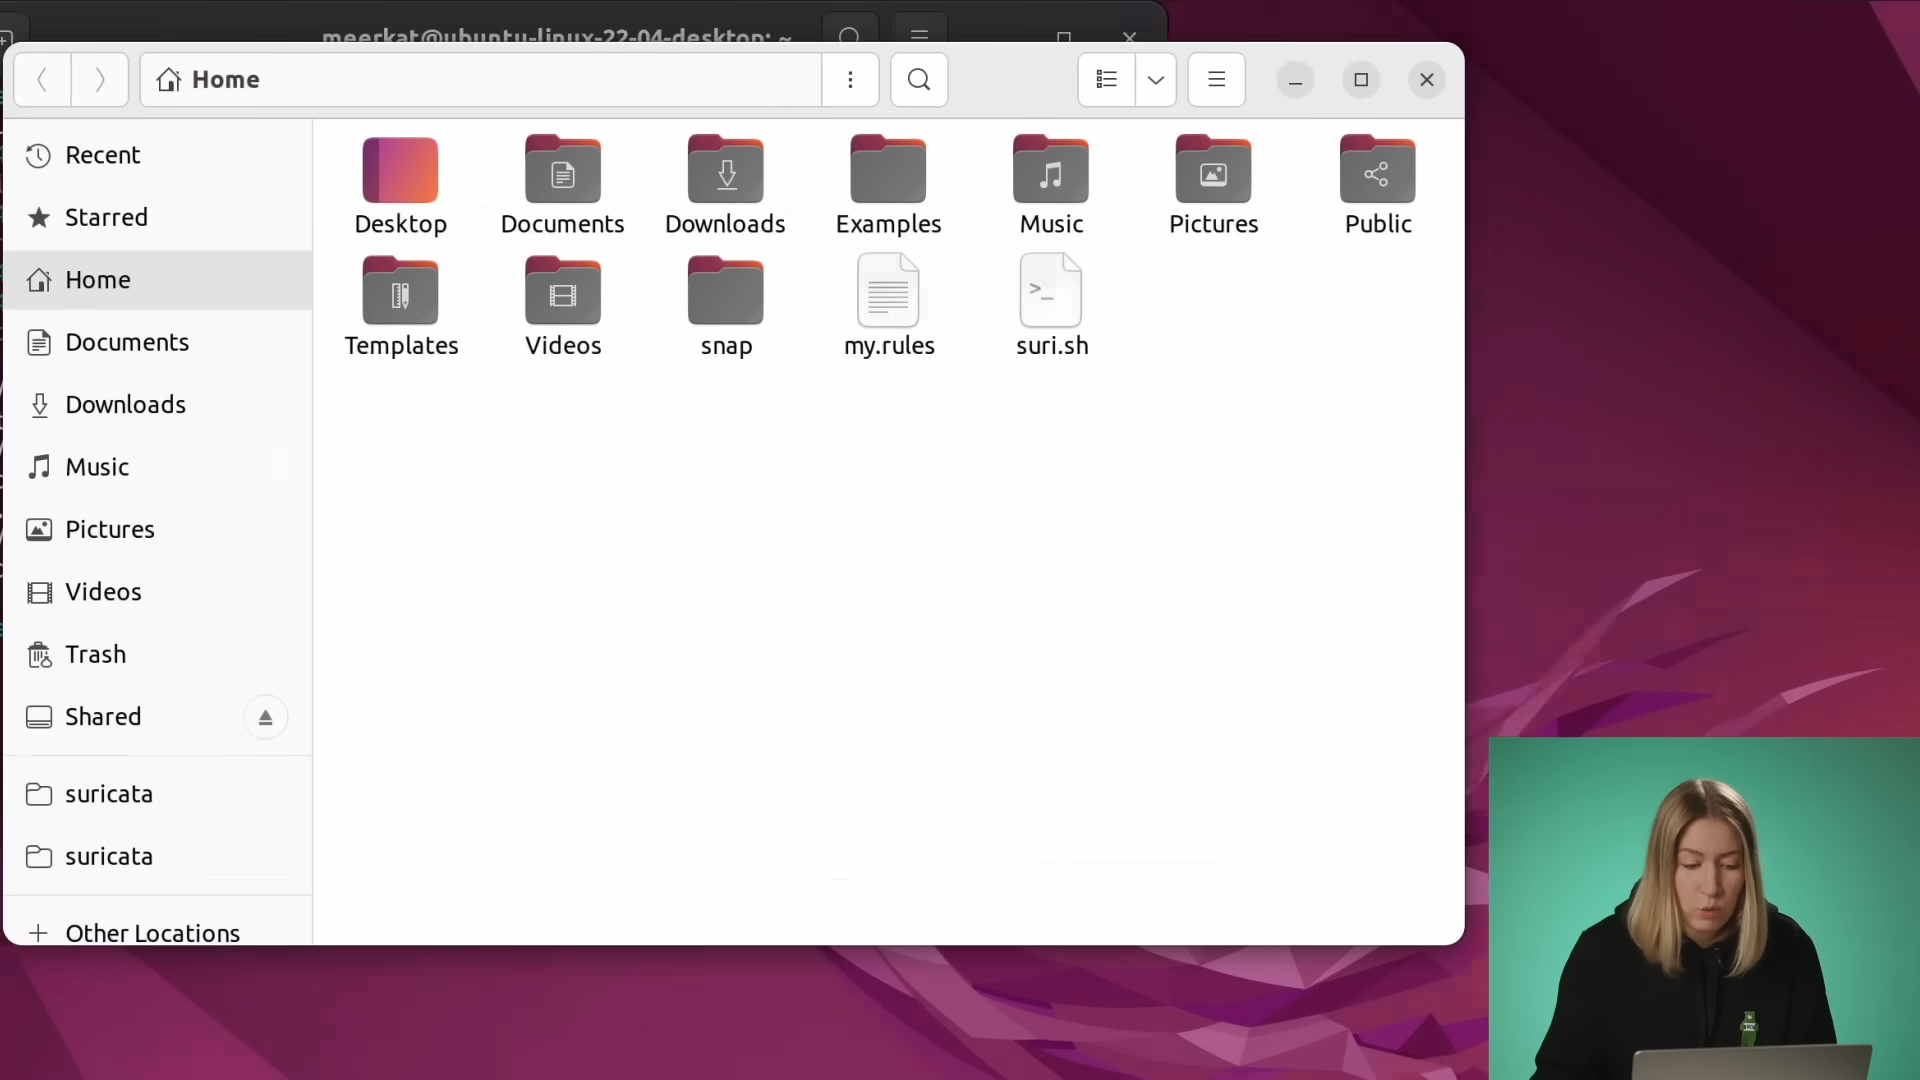 meerkat@ubuntu-linux-22-04-desktop: ~
Home
Recent
Starred
Home
Documents
Downloads
Music
Pictures
Videos
Trash
Shared
suricata
suricata
Other Locations
Desktop Documents Downloads Examples Music Pictures Public
Templates Videos snap my.rules suri.sh